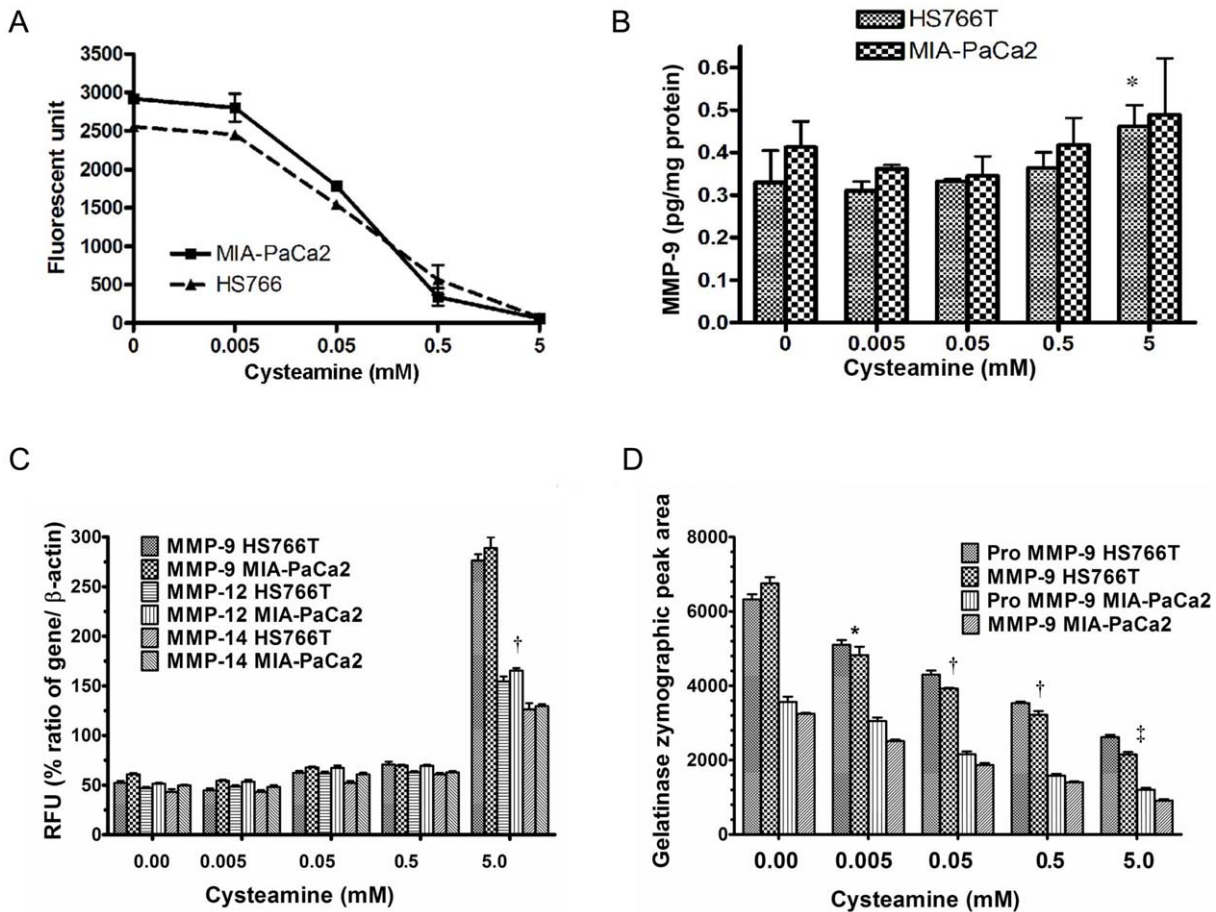 A
Fluorescent unit
3500
3000
2500
2000
1500
1000
500
0
MIA-PaCa2
HS766
0 0.005 0.05 0.5 5
Cysteamine (mM)
B
HS766T
MIA-PaCa2
MMP-9 (pg/mg protein)
0.6
0.5
0.4
0.3
0.2
0.1
0.0
*
0 0.005 0.05 0.5 5
Cysteamine (mM)
C
RFU (% ratio of gene/ β-actin)
300
250
200
150
100
50
0
MMP-9 HS766T
MMP-9 MIA-PaCa2
MMP-12 HS766T
MMP-12 MIA-PaCa2
MMP-14 HS766T
MMP-14 MIA-PaCa2
†
0.00 0.005 0.05 0.5 5.0
Cysteamine (mM)
D
Gelatinase zymographic peak area
8000
6000
4000
2000
0
Pro MMP-9 HS766T
MMP-9 HS766T
Pro MMP-9 MIA-PaCa2
MMP-9 MIA-PaCa2
* † † ‡
0.00 0.005 0.05 0.5 5.0
Cysteamine (mM)